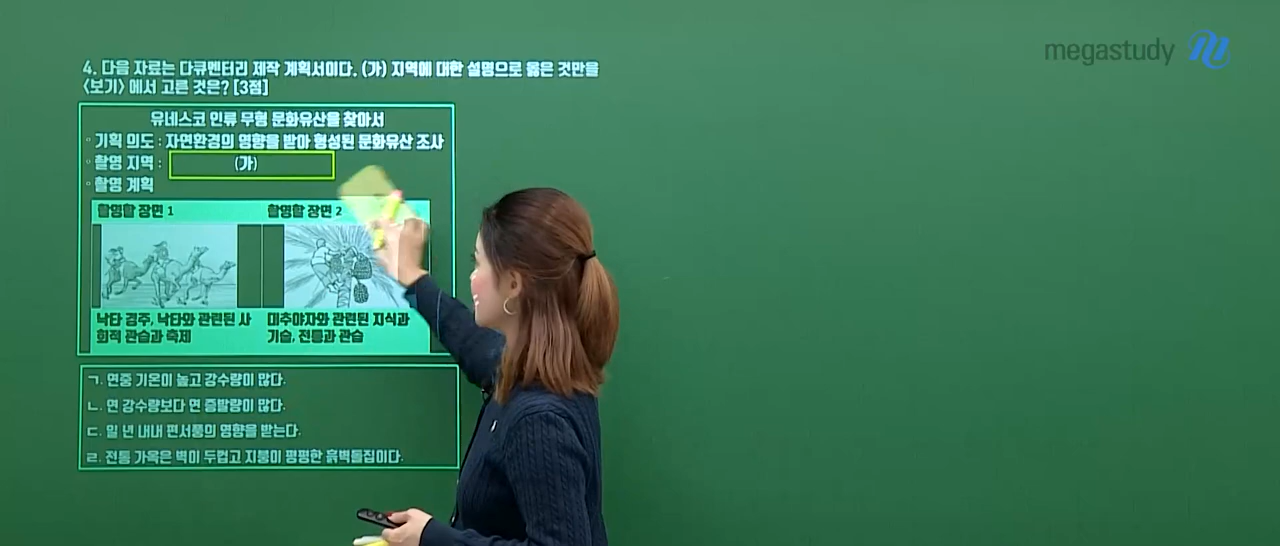 megastudy
4. 다음 자료는 다큐멘터리 제작 계획서이다. (가) 지역에 대한 설명으로 옳은 것만을
<보기> 에서 고른 것은? [3점]
유네스코 인류 무형 문화유산을 찾아서
◦ 기획 의도 : 자연환경의 영향을 받아 형성된 문화유산 조사
◦ 촬영 지역 : (가)
◦ 촬영 계획
촬영할 장면 1 촬영할 장면 2
낙타 경주, 낙타와 관련된 사
회적 관습과 축제
대추야자와 관련된 지식과
기술, 전통과 관습
ㄱ. 연중 기온이 높고 강수량이 많다.
ㄴ. 연 강수량보다 연 증발량이 많다.
ㄷ. 일 년 내내 편서풍의 영향을 받는다.
ㄹ. 전통 가옥은 벽이 두껍고 지붕이 평평한 흙벽돌집이다.